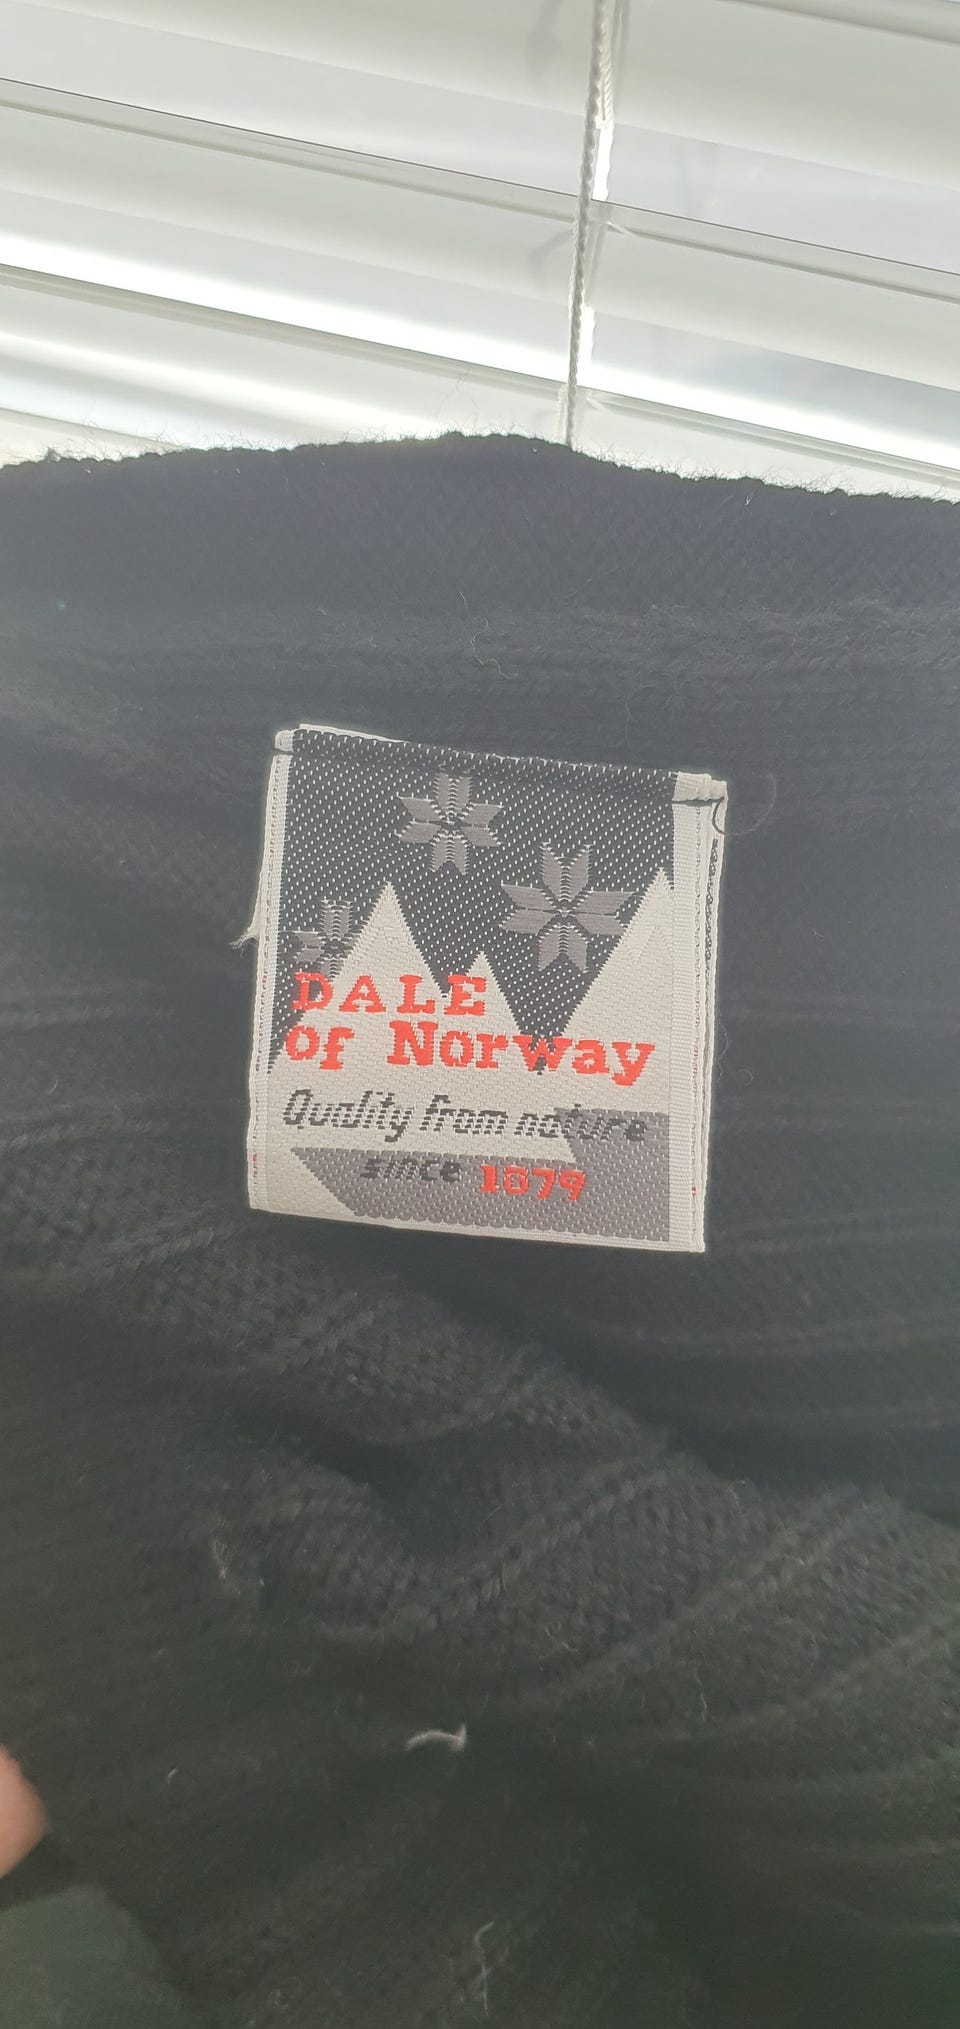 DALE
of Norway
Quality from nature
since 1879